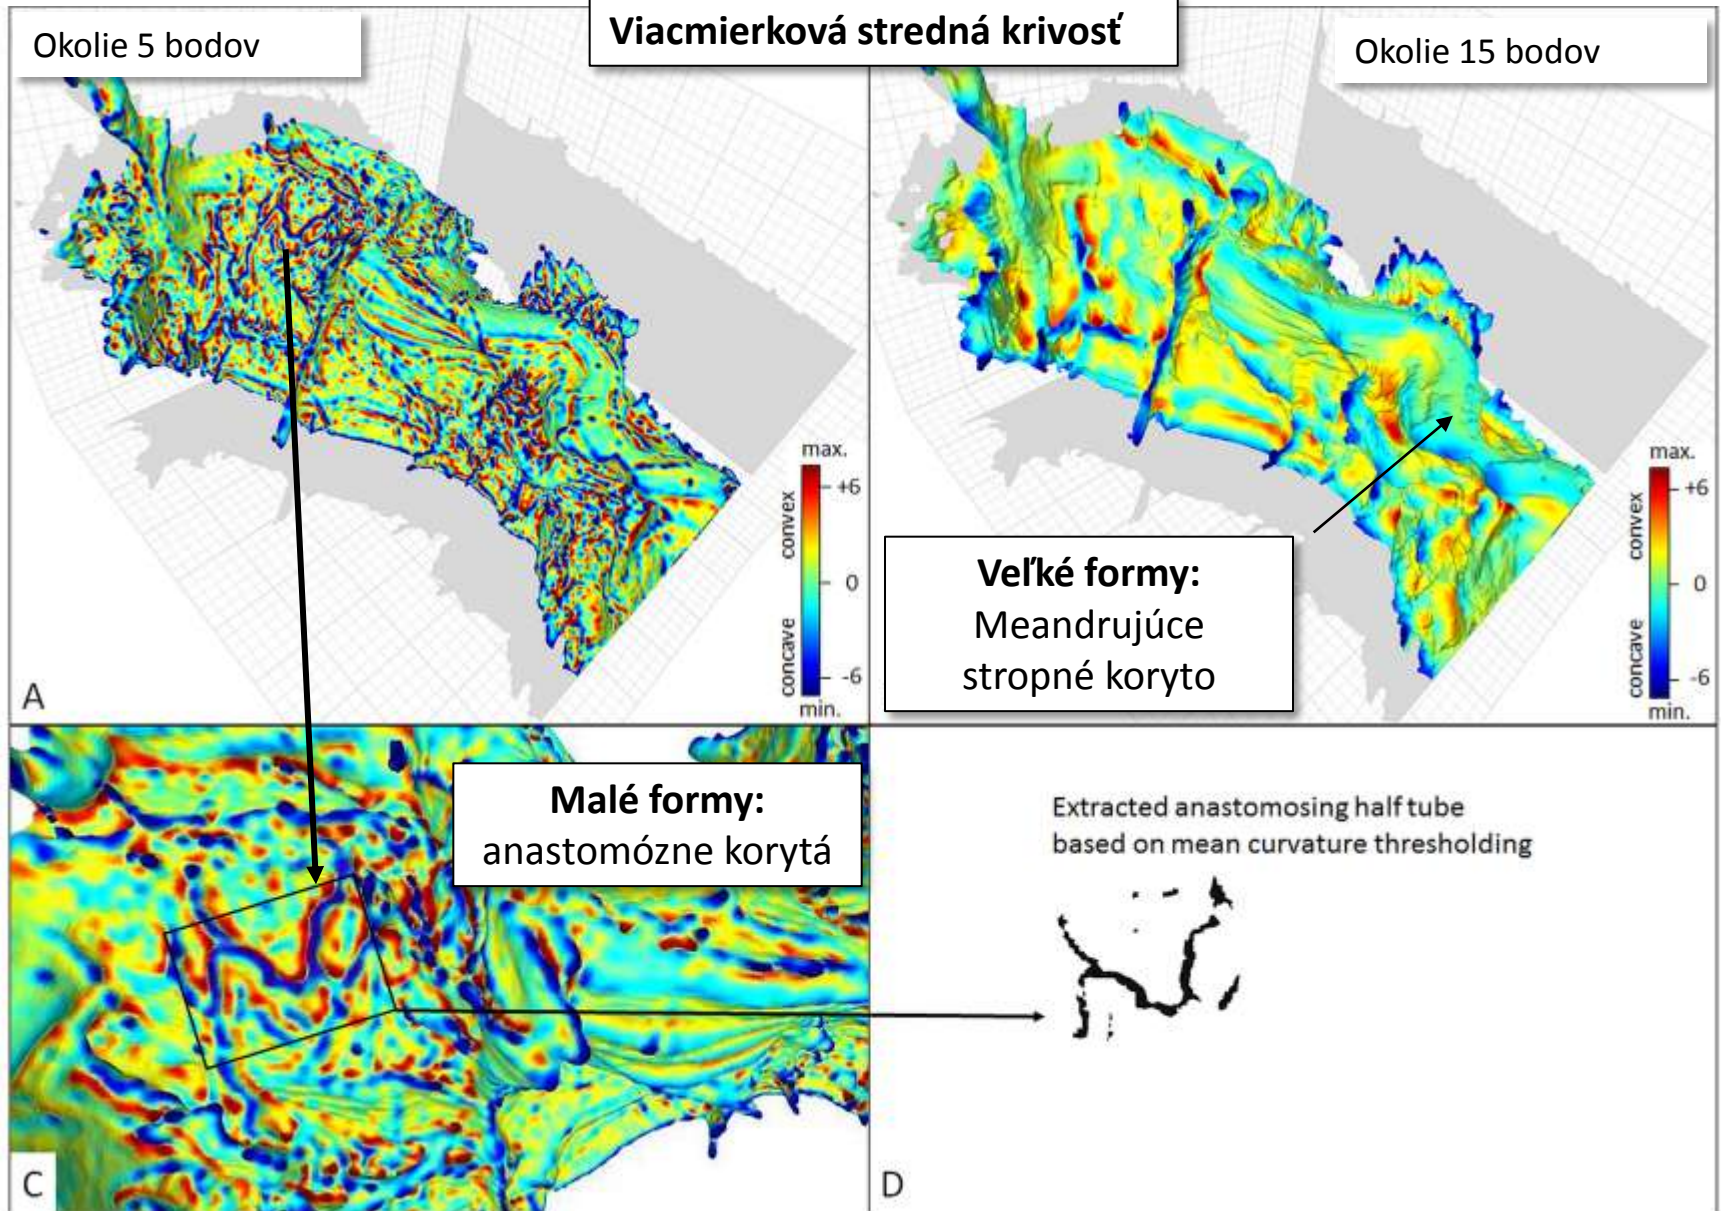 Viacmierková stredná krivosť
Okolie 5 bodov
Okolie 15 bodov
max.
+6
convex
0
concave
-6
min.
A
max.
+6
convex
0
concave
-6
min.
Veľké formy:
Meandrujúce
stropné koryto
Malé formy:
anastomózne korytá
C
Extracted anastomosing half tube
based on mean curvature thresholding
D